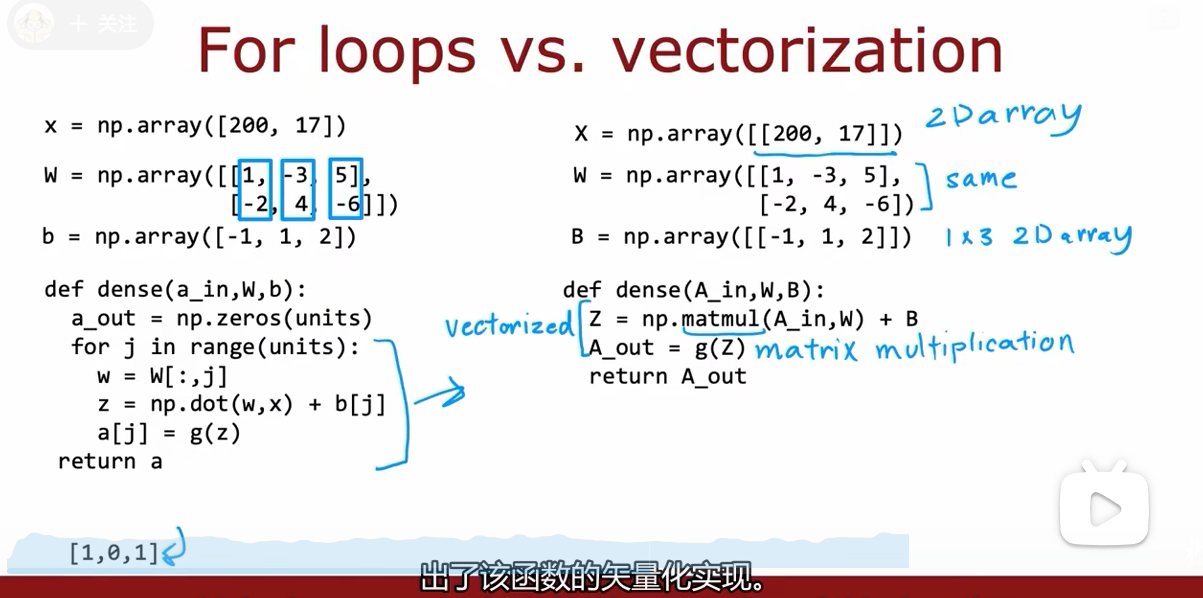 + 关注
For loops vs. vectorization
x = np.array([200, 17])
W = np.array([[1, -3, 5],
[-2, 4, -6]])
b = np.array([-1, 1, 2])
def dense(a_in,W,b):
a_out = np.zeros(units)
for j in range(units):
w = W[:,j]
z = np.dot(w,x) + b[j]
a[j] = g(z)
return a
[1,0,1]
X = np.array([[200, 17]]) 2D array
W = np.array([[1, -3, 5],
[-2, 4, -6]) same
B = np.array([[-1, 1, 2]]) 1x3 2D array
def dense(A_in,W,B):
vectorized Z = np.matmul(A_in,W) + B
A_out = g(Z) matrix multiplication
return A_out
出了该函数的矢量化实现。